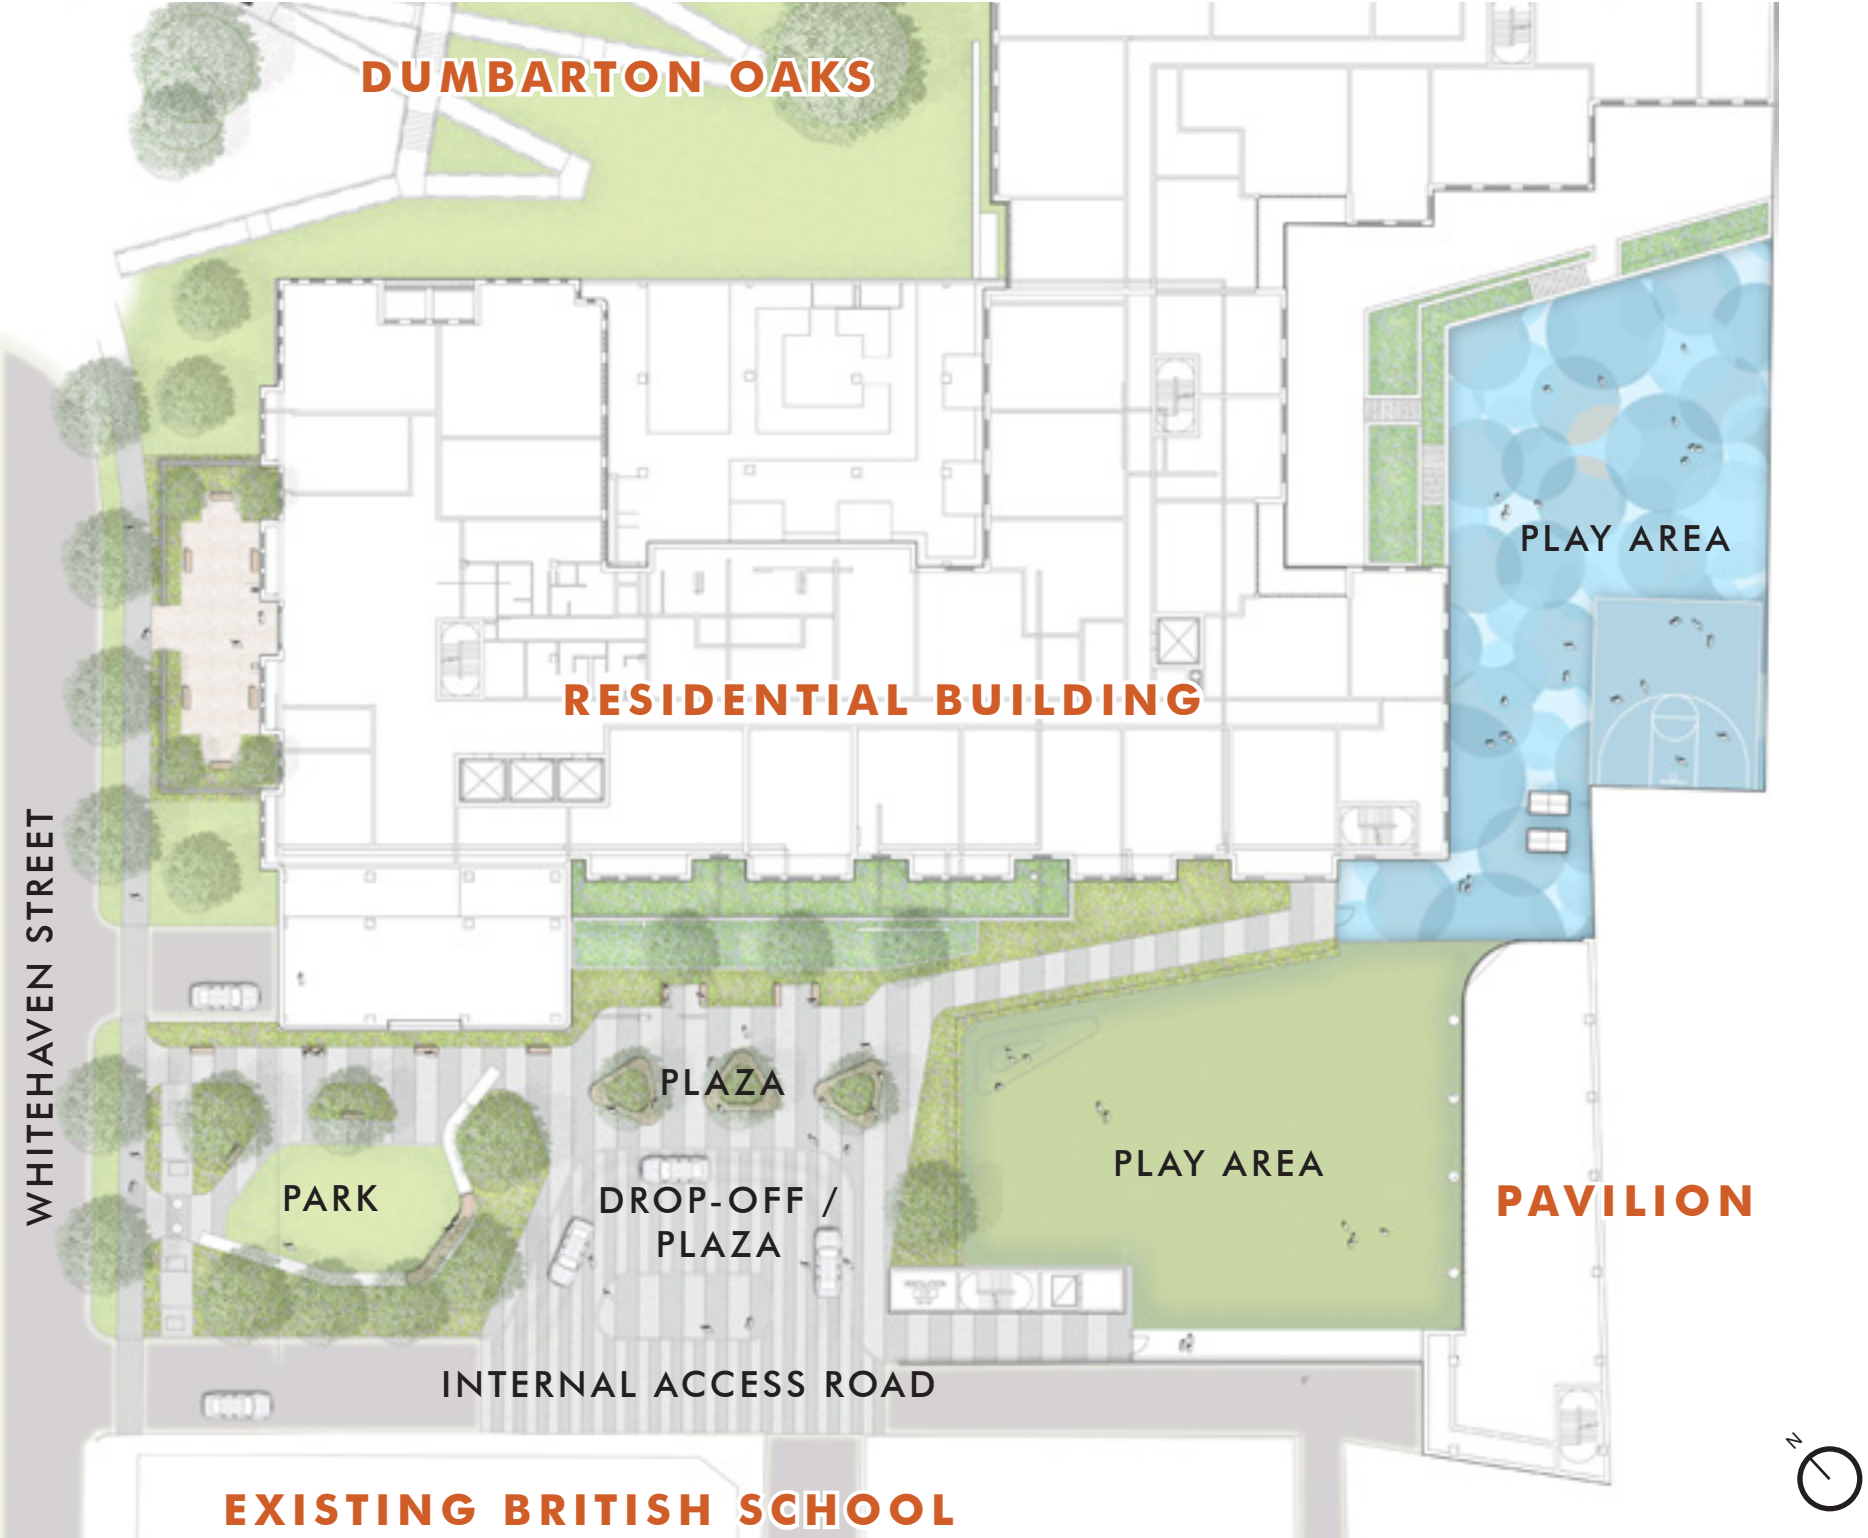 DUMBARTON OAKS
PLAY AREA
RESIDENTIAL BUILDING
WHITEHAVEN STREET
PLAZA
PLAY AREA
PARK
DROP-OFF /
PLAZA
PAVILION
INTERNAL ACCESS ROAD
N
EXISTING BRITISH SCHOOL